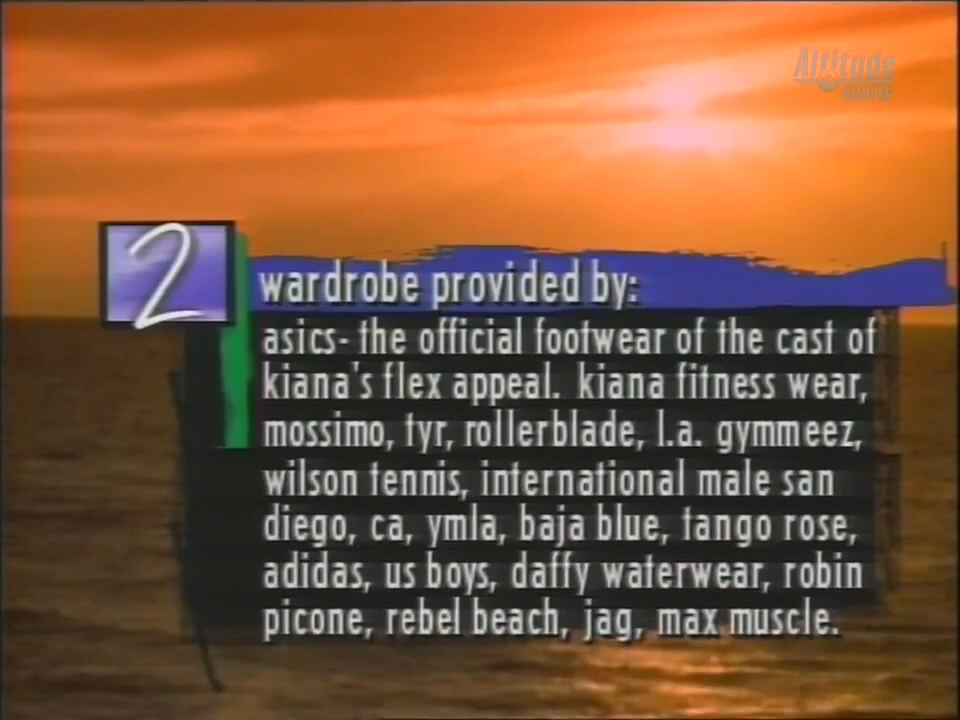 Altitude
sports
2
wardrobe provided by:
asics- the official footwear of the cast of
kiana's flex appeal. kiana fitness wear,
mossimo, tyr, rollerblade, l.a. gymmeez,
wilson tennis, international male san
diego, ca, ymla, baja blue, tango rose,
adidas, us boys, daffy waterwear, robin
picone, rebel beach, jag, max muscle.